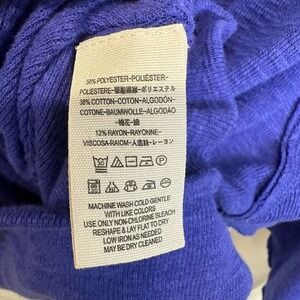 50% POLYESTER-POLIÉSTER-
POLIESTERE-聚酯纖維-ポリエステル
38% COTTON-COTON-ALGODÓN-
COTONE-BAUMWOLLE-ALGODÃO
-棉花-綿
12% RAYON-RAYONNE-
VISCOSA-RAIOM-人造絲-レーヨン
MACHINE WASH COLD GENTLE
WITH LIKE COLORS
USE ONLY NON-CHLORINE BLEACH
RESHAPE & LAY FLAT TO DRY
LOW IRON AS NEEDED
MAY BE DRY CLEANED